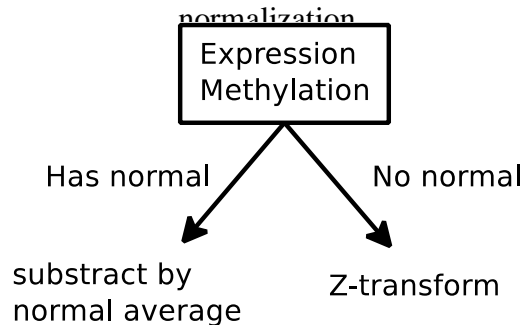 normalization
Expression
Methylation
Has normal
No normal
substract by
normal average
Z-transform